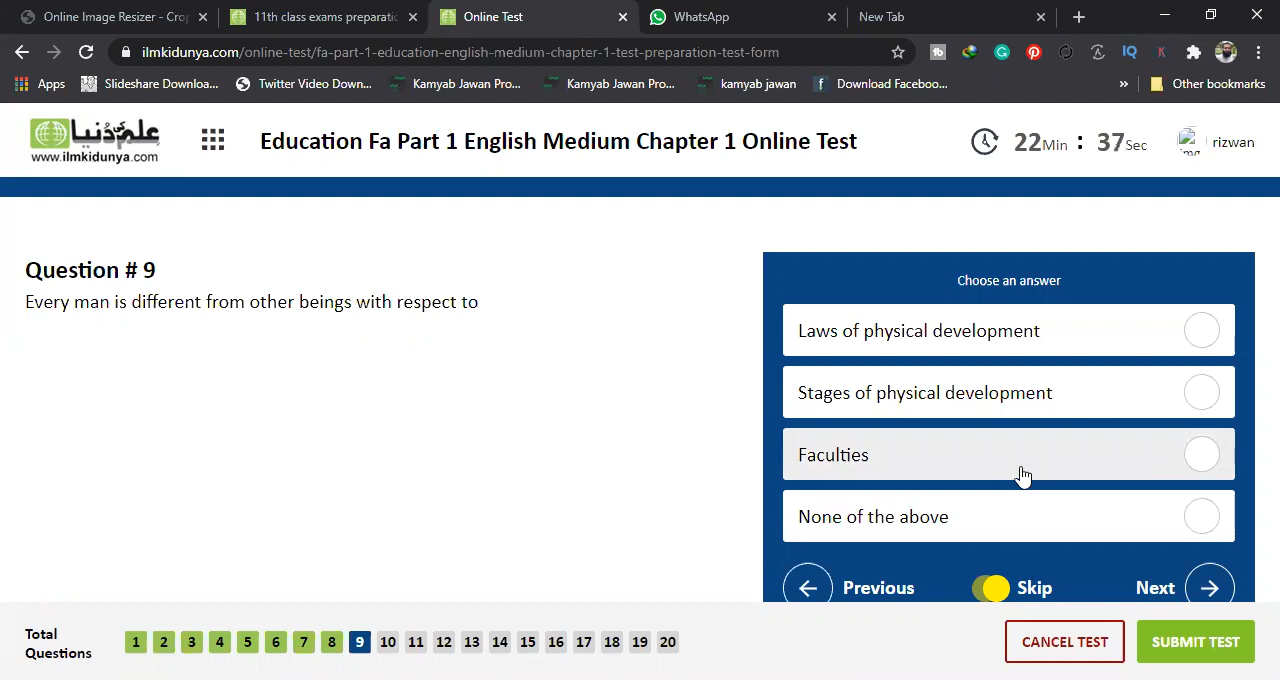 Online Image Resizer - Crop
11th class exams preparatic
Online Test
WhatsApp
New Tab
ilmkidunya.com/online-test/fa-part-1-education-english-medium-chapter-1-test-preparation-test-form
Apps
Slideshare Downloa...
Twitter Video Down...
Kamyab Jawan Pro...
Kamyab Jawan Pro...
kamyab jawan
Download Faceboo...
»
Other bookmarks
علم کی دُنیا
www.ilmkidunya.com
Education Fa Part 1 English Medium Chapter 1 Online Test
22Min : 37Sec
rizwan
Question # 9
Every man is different from other beings with respect to
Choose an answer
Laws of physical development
Stages of physical development
Faculties
None of the above
Previous
Skip
Next
Total
Questions
1 2 3 4 5 6 7 8 9 10 11 12 13 14 15 16 17 18 19 20
CANCEL TEST
SUBMIT TEST